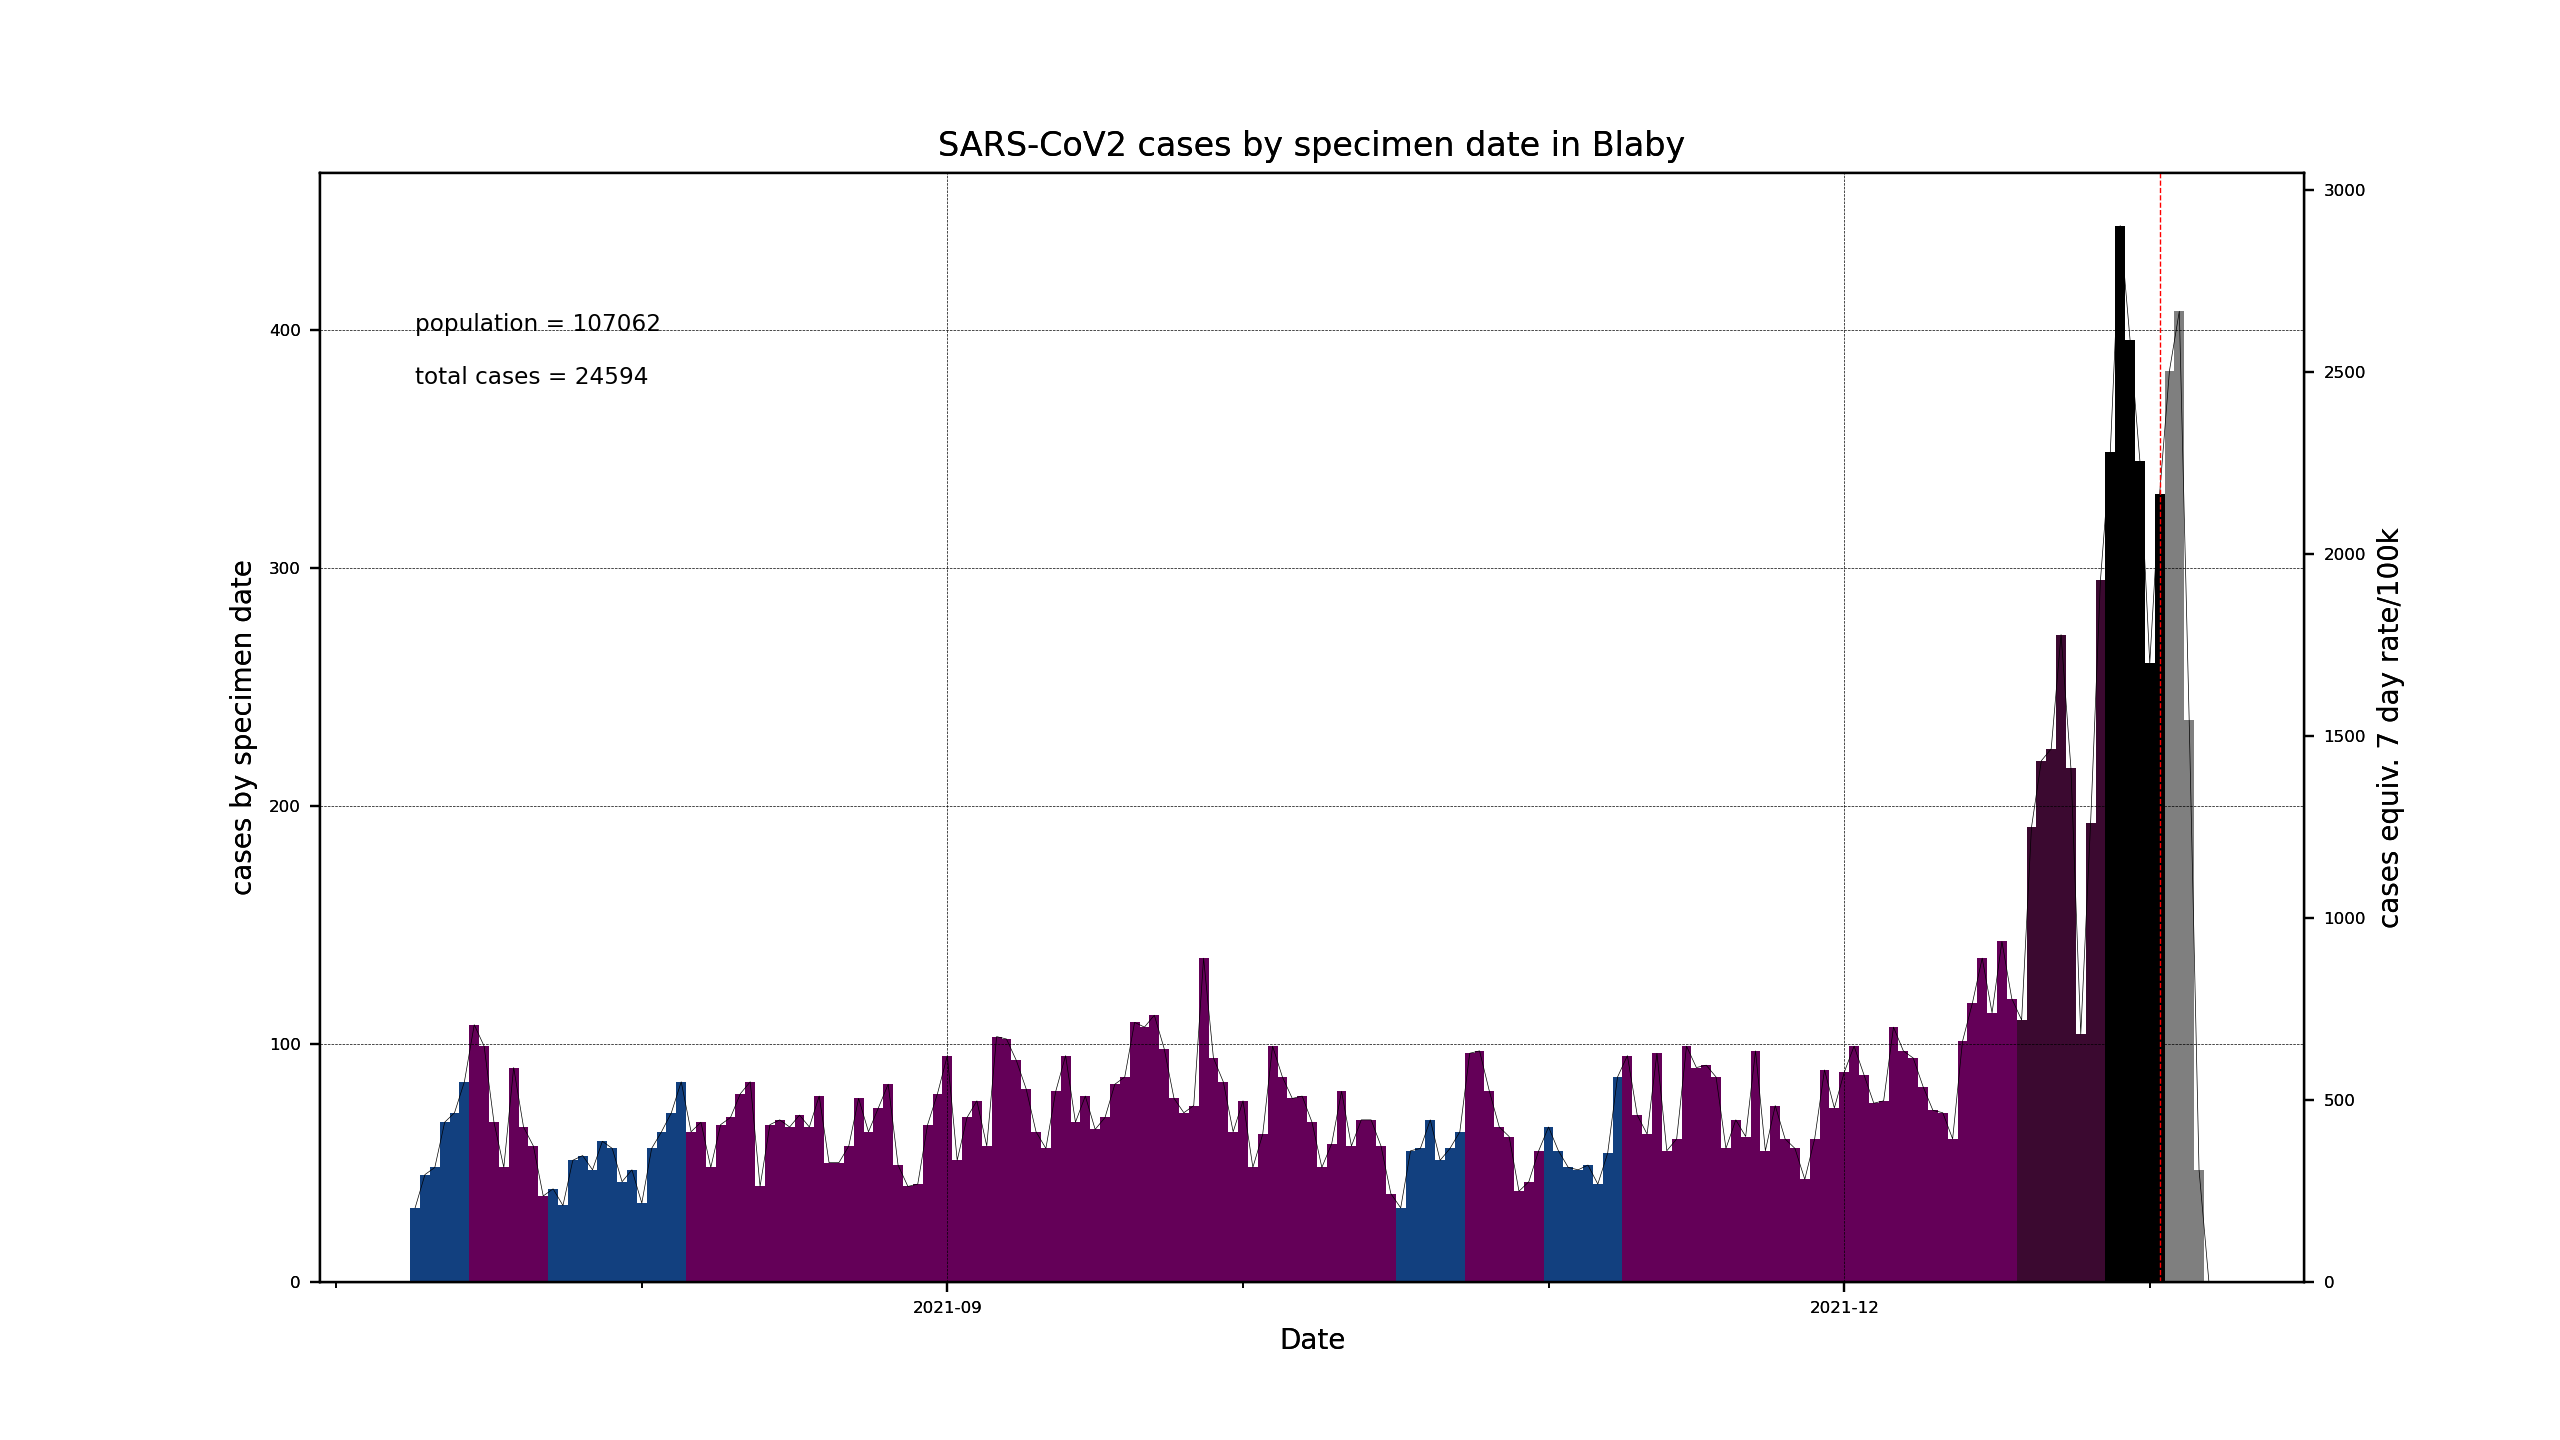 SARS-CoV2 cases by specimen date in Blaby
population = 107062
total cases = 24594
cases by specimen date
400
300
200
100
0
3000
2500
2000
1500
1000
500
0
cases equiv. 7 day rate/100k
2021-09
2021-12
Date